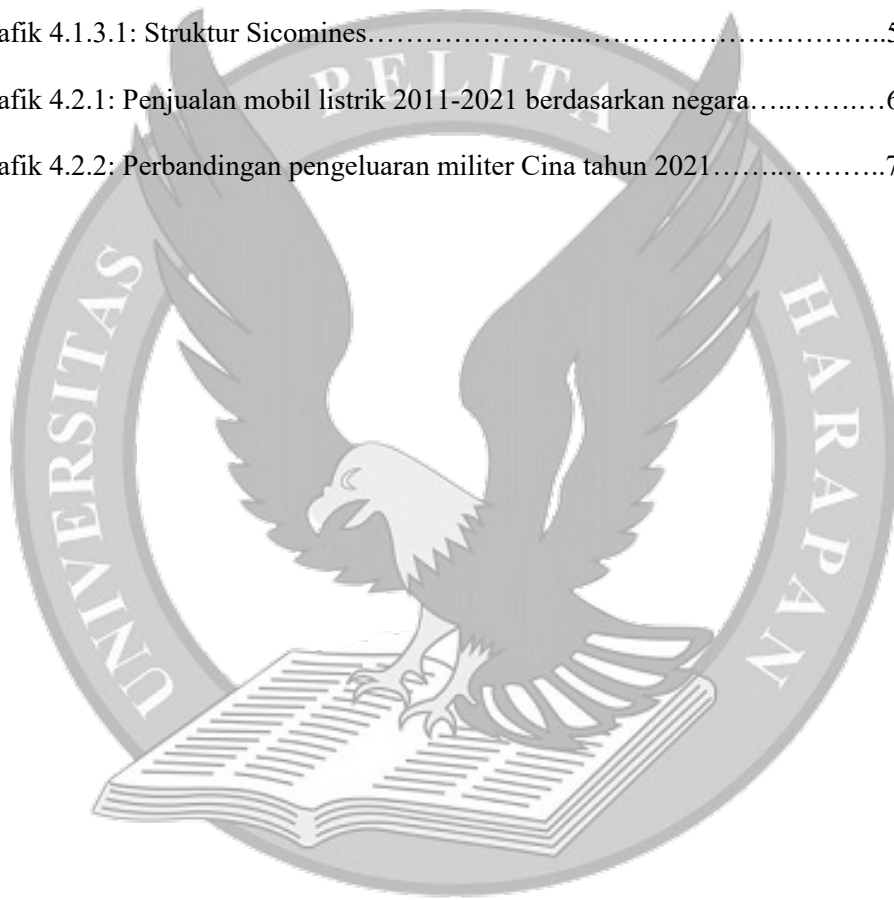 afik 4.1.3.1: Struktur Sicomines…………………...……………………….5
PELITA
afik 4.2.1: Penjualan mobil listrik 2011-2021 berdasarkan negara…..…….…6
afik 4.2.2: Perbandingan pengeluaran militer Cina tahun 2021……..………..7
UNIVERSITAS
HARAPAN